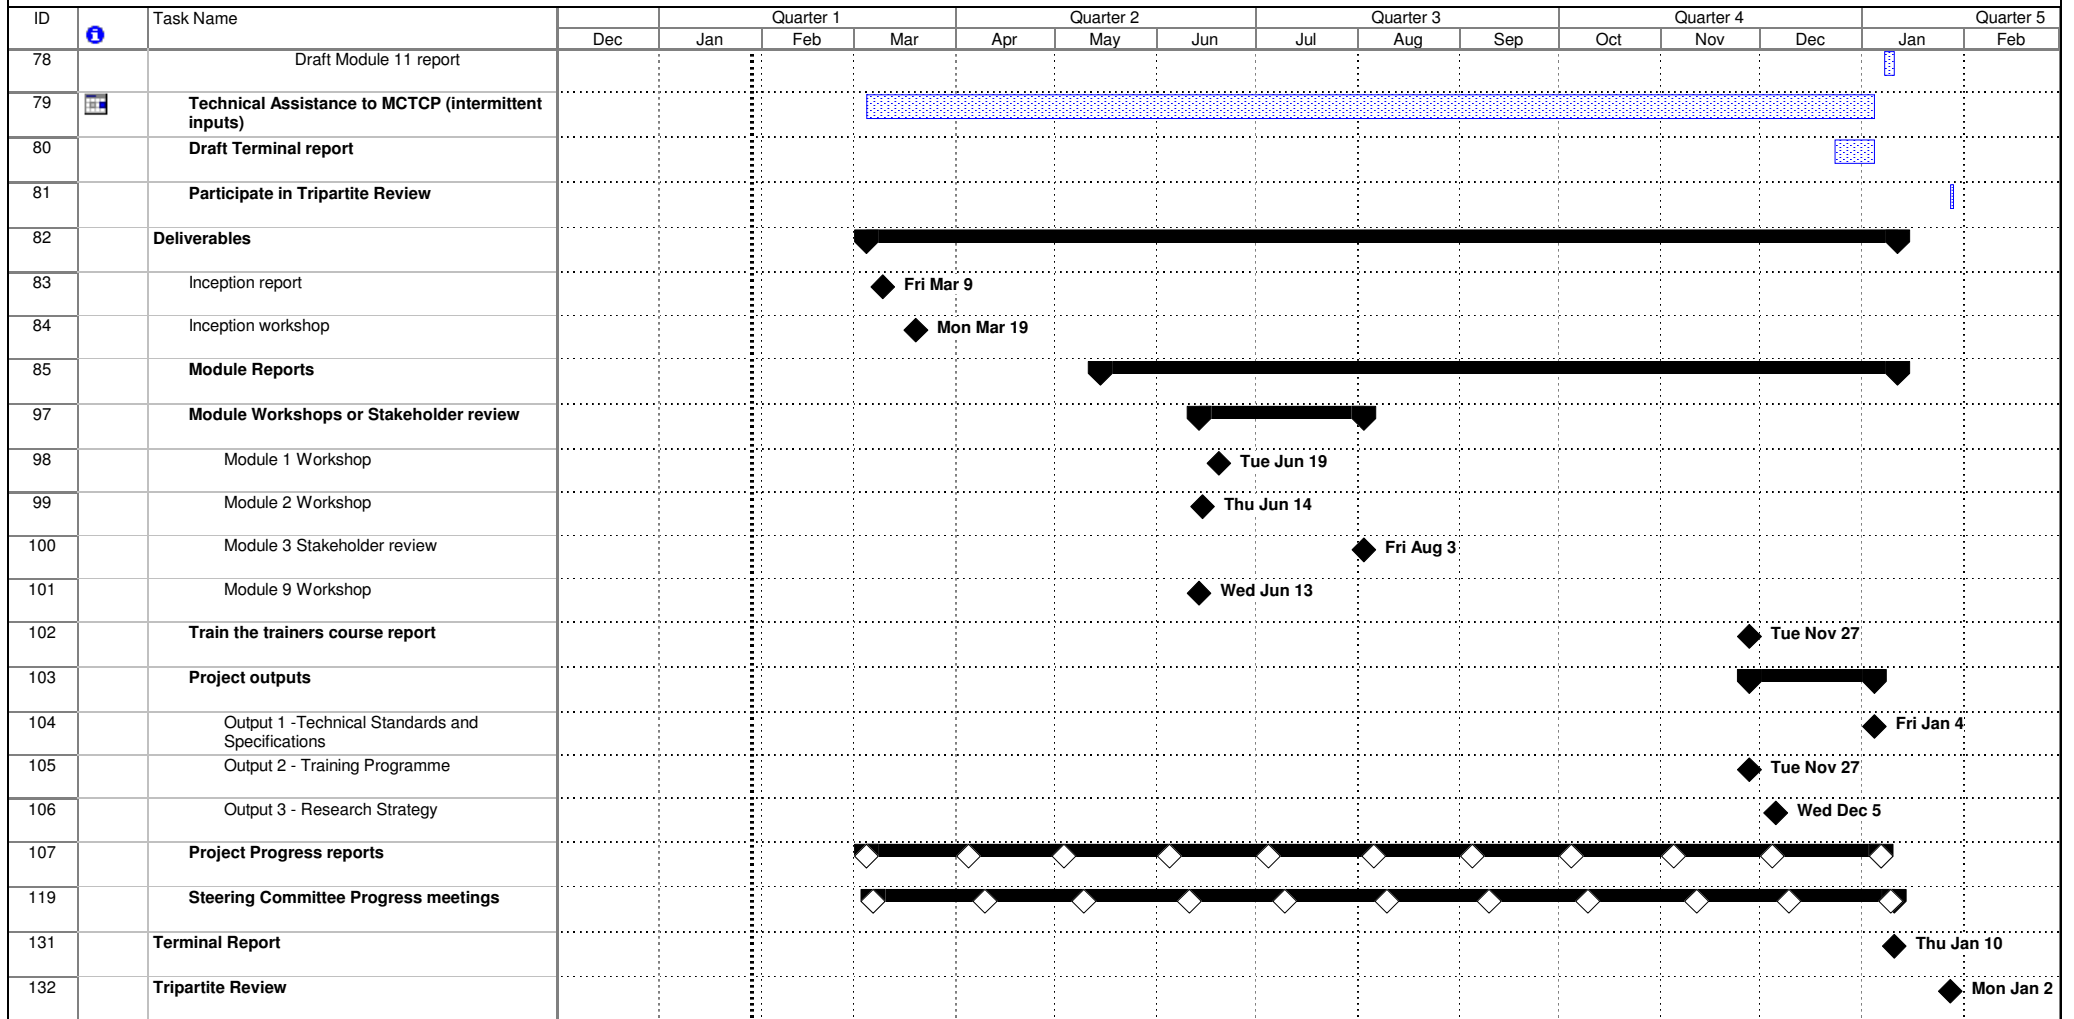 ID Task Name Quarter 1 Quarter 2 Quarter 3 Quarter 4 Quarter 5
i
Dec Jan Feb Mar Apr May Jun Jul Aug Sep Oct Nov Dec Jan Feb
78 Draft Module 11 report
79 Technical Assistance to MCTCP (intermittent
inputs)
80 Draft Terminal report
81 Participate in Tripartite Review
82 Deliverables
83 Inception report Fri Mar 9
84 Inception workshop Mon Mar 19
85 Module Reports
97 Module Workshops or Stakeholder review
98 Module 1 Workshop Tue Jun 19
99 Module 2 Workshop Thu Jun 14
100 Module 3 Stakeholder review Fri Aug 3
101 Module 9 Workshop Wed Jun 13
102 Train the trainers course report Tue Nov 27
103 Project outputs
104 Output 1 -Technical Standards and Fri Jan 4
Specifications
105 Output 2 - Training Programme Tue Nov 27
106 Output 3 - Research Strategy Wed Dec 5
107 Project Progress reports
119 Steering Committee Progress meetings
131 Terminal Report Thu Jan 10
132 Tripartite Review Mon Jan 2